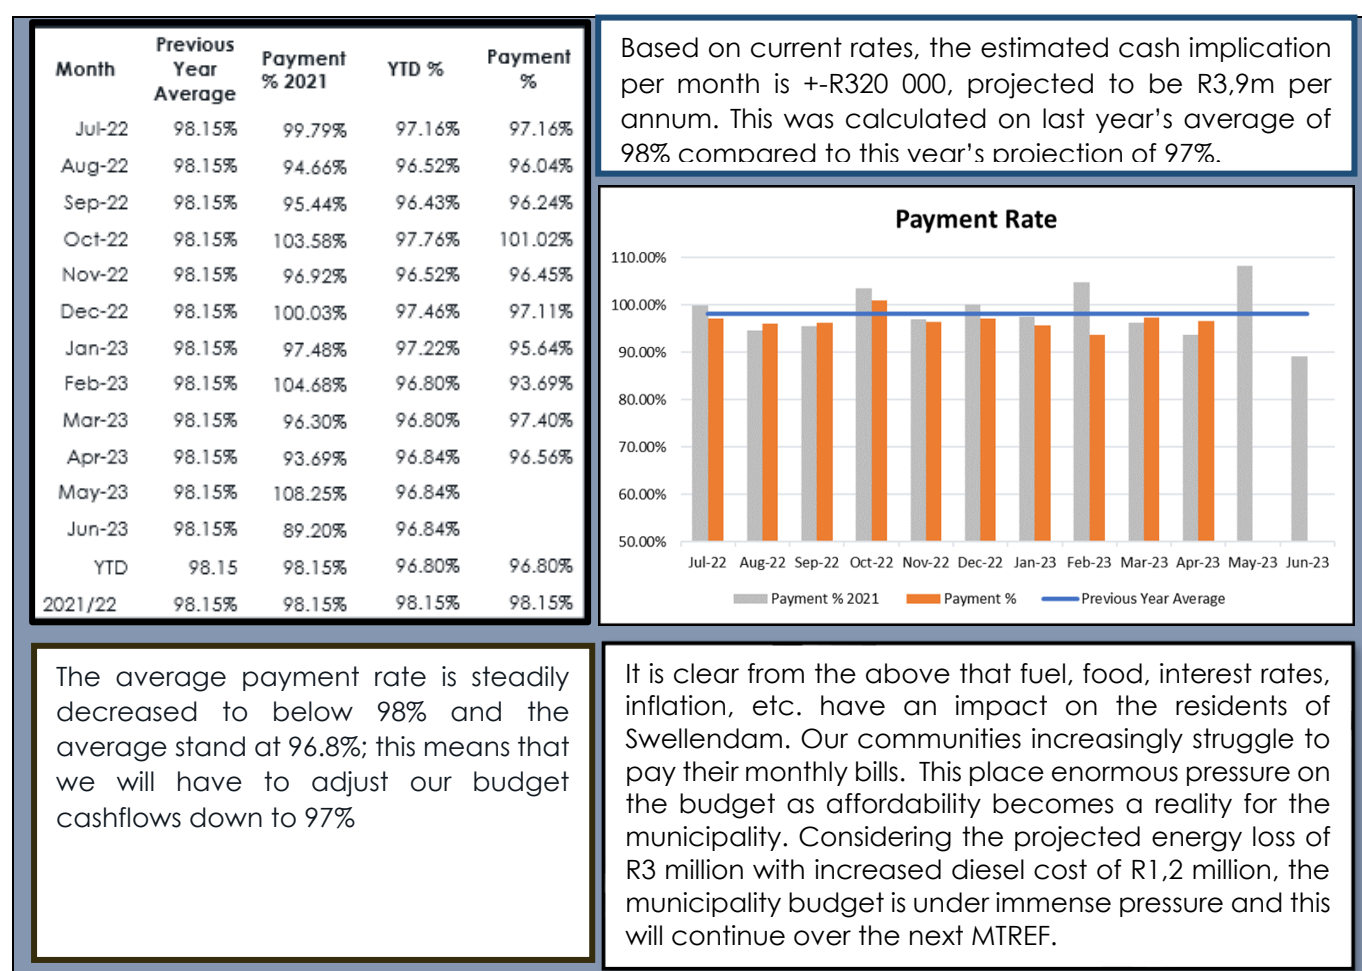 Month Previous Year Average Payment % 2021 YTD % Payment %
Jul-22 98.15% 99.79% 97.16% 97.16%
Aug-22 98.15% 94.66% 96.52% 96.04%
Sep-22 98.15% 95.44% 96.43% 96.24%
Oct-22 98.15% 103.58% 97.76% 101.02%
Nov-22 98.15% 96.92% 96.52% 96.45%
Dec-22 98.15% 100.03% 97.46% 97.11%
Jan-23 98.15% 97.48% 97.22% 95.64%
Feb-23 98.15% 104.68% 96.80% 93.69%
Mar-23 98.15% 96.30% 96.80% 97.40%
Apr-23 98.15% 93.69% 96.84% 96.56%
May-23 98.15% 108.25% 96.84%
Jun-23 98.15% 89.20% 96.84%
YTD 98.15 98.15% 96.80% 96.80%
2021/22 98.15% 98.15% 98.15% 98.15%
Based on current rates, the estimated cash implication
per month is +-R320 000, projected to be R3,9m per
annum. This was calculated on last year's average of
98% compared to this year's projection of 97%.
Payment Rate
110.00%
100.00%
90.00%
80.00%
70.00%
60.00%
50.00%
Jul-22 Aug-22 Sep-22 Oct-22 Nov-22 Dec-22 Jan-23 Feb-23 Mar-23 Apr-23 May-23 Jun-23
Payment % 2021 Payment % Previous Year Average
The average payment rate is steadily
decreased to below 98% and the
average stand at 96.8%; this means that
we will have to adjust our budget
cashflows down to 97%
It is clear from the above that fuel, food, interest rates,
inflation, etc. have an impact on the residents of
Swellendam. Our communities increasingly struggle to
pay their monthly bills. This place enormous pressure on
the budget as affordability becomes a reality for the
municipality. Considering the projected energy loss of
R3 million with increased diesel cost of R1,2 million, the
municipality budget is under immense pressure and this
will continue over the next MTREF.